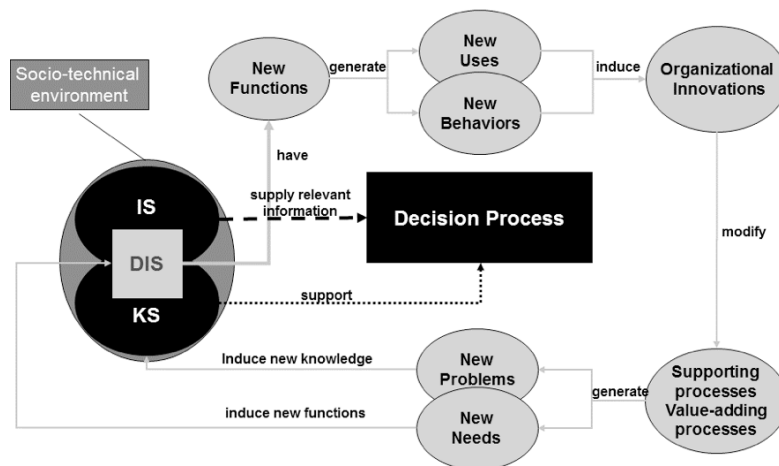 Socio-technical
environment
New
Functions
generate
New
Uses
New
Behaviors
induce
Organizational
Innovations
have
IS
supply relevant
information
Decision Process
DIS
modify
support
KS
Induce new knowledge
New
Problems
generate
Supporting
processes
Value-adding
processes
induce new functions
New
Needs